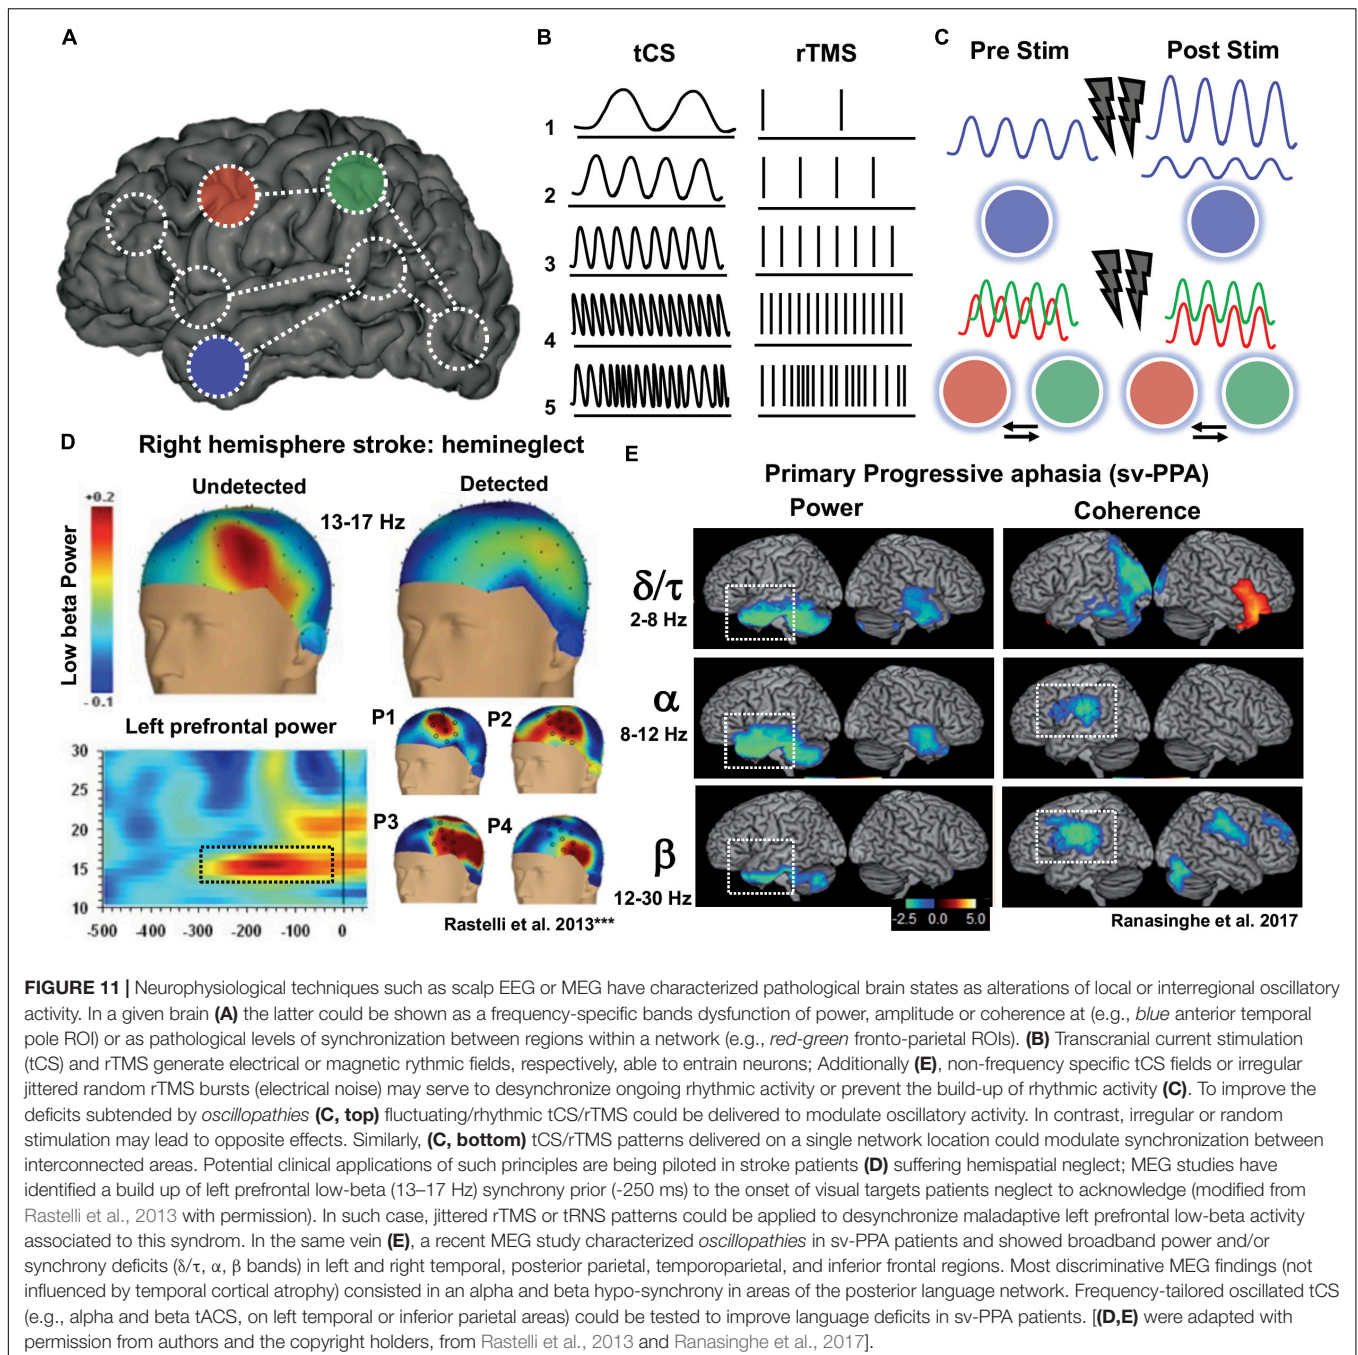 A
B
tCS
rTMS
1
2
3
4
5
C
Pre Stim
Post Stim
D
Right hemisphere stroke: hemineglect
Undetected
Detected
13-17 Hz
+0.2
Low beta Power
- 0.1
Left prefrontal power
30
25
20
15
10
-500
-400
-300
-200
-100
0
P1
P2
P3
P4
Rastelli et al. 2013***
E
Primary Progressive aphasia (sv-PPA)
Power
Coherence
δ/τ
2-8 Hz
α
8-12 Hz
β
12-30 Hz
-2.5 0.0 5.0
Ranasinghe et al. 2017
FIGURE 11 | Neurophysiological techniques such as scalp EEG or MEG have characterized pathological brain states as alterations of local or interregional oscillatory
activity. In a given brain (A) the latter could be shown as a frequency-specific bands dysfunction of power, amplitude or coherence at (e.g., blue anterior temporal
pole ROI) or as pathological levels of synchronization between regions within a network (e.g., red-green fronto-parietal ROIs). (B) Transcranial current stimulation
(tCS) and rTMS generate electrical or magnetic rythmic fields, respectively, able to entrain neurons; Additionally (E), non-frequency specific tCS fields or irregular
jittered random rTMS bursts (electrical noise) may serve to desynchronize ongoing rhythmic activity or prevent the build-up of rhythmic activity (C). To improve the
deficits subtended by oscillopathies (C, top) fluctuating/rhythmic tCS/rTMS could be delivered to modulate oscillatory activity. In contrast, irregular or random
stimulation may lead to opposite effects. Similarly, (C, bottom) tCS/rTMS patterns delivered on a single network location could modulate synchronization between
interconnected areas. Potential clinical applications of such principles are being piloted in stroke patients (D) suffering hemispatial neglect; MEG studies have
identified a build up of left prefrontal low-beta (13–17 Hz) synchrony prior (-250 ms) to the onset of visual targets patients neglect to acknowledge (modified from
Rastelli et al., 2013 with permission). In such case, jittered rTMS or tRNS patterns could be applied to desynchronize maladaptive left prefrontal low-beta activity
associated to this syndrom. In the same vein (E), a recent MEG study characterized oscillopathies in sv-PPA patients and showed broadband power and/or
synchrony deficits (δ/τ, α, β bands) in left and right temporal, posterior parietal, temporoparietal, and inferior frontal regions. Most discriminative MEG findings (not
influenced by temporal cortical atrophy) consisted in an alpha and beta hypo-synchrony in areas of the posterior language network. Frequency-tailored oscillated tCS
(e.g., alpha and beta tACS, on left temporal or inferior parietal areas) could be tested to improve language deficits in sv-PPA patients. [(D,E) were adapted with
permission from authors and the copyright holders, from Rastelli et al., 2013 and Ranasinghe et al., 2017].